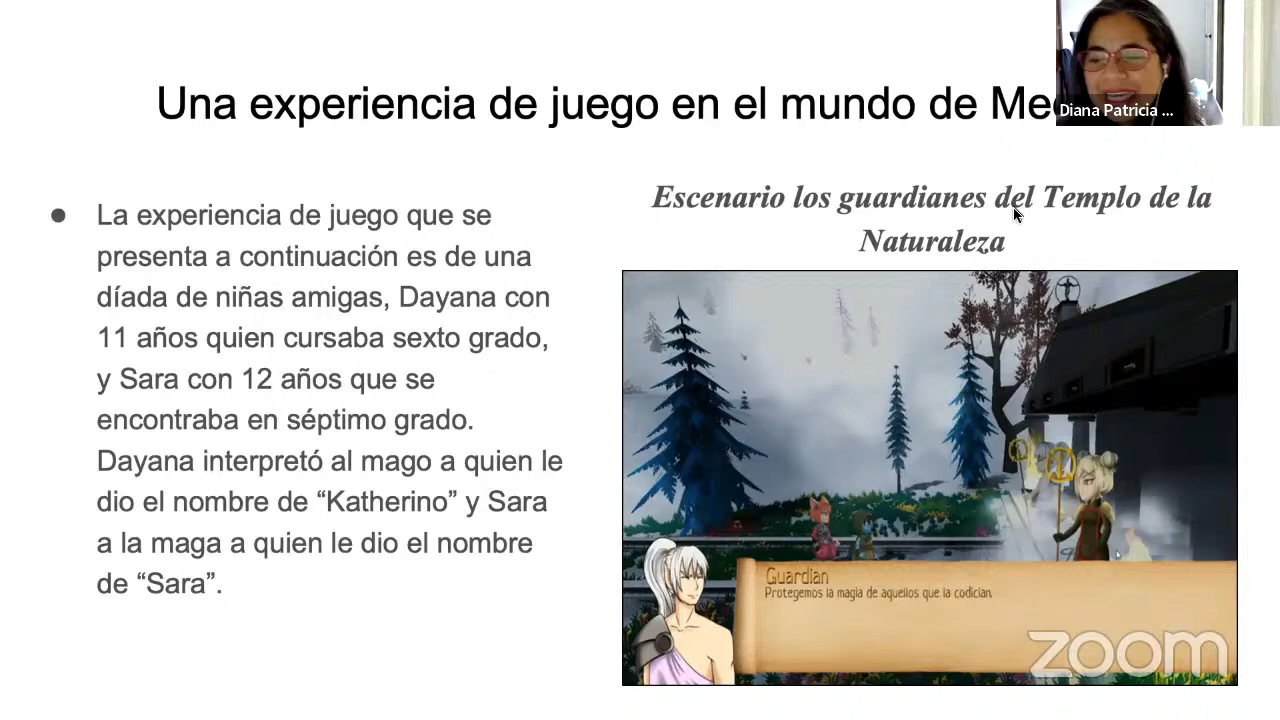 Una experiencia de juego en el mundo de
Diana Patricia ...
La experiencia de juego que se
presenta a continuación es de una
díada de niñas amigas, Dayana con
11 años quien cursaba sexto grado,
y Sara con 12 años que se
encontraba en séptimo grado.
Dayana interpretó al mago a quien le
dio el nombre de “Katherino” y Sara
a la maga a quien le dio el nombre
de “Sara”.
Escenario los guardianes del Templo de la
Naturaleza
Guardian
Protegemos la magia de aquellos que la codician.
zoom